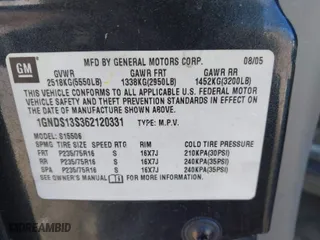 GM
MFD BY GENERAL MOTORS CORP. 08/05
GVWR GAWR FRT GAWR RR
2518KG(5550LB) 1338KG(2950LB) 1452KG(3200LB)
THIS VEHICLE CONFORMS TO ALL APPLICABLE U.S. FEDERAL
MOTOR VEHICLE SAFETY AND THEFT PREVENTION
STANDARDS IN EFFECT ON THE DATE
OF MANUFACTURE SHOWN ABOVE.
1GNDS13S362120331 TYPE: M.P.V.
MODEL: S15506
SPMG TIRE SIZE SPEED RTG RIM COLD TIRE PRESSURE
FRT P235/75R16 S 16X7J 210KPA(30PSI)
RR P235/75R16 S 16X7J 240KPA(35PSI)
SPA P235/75R16 S 16X7J 240KPA(35PSI)
SEE OWNER'S MANUAL FOR MORE INFORMATION.